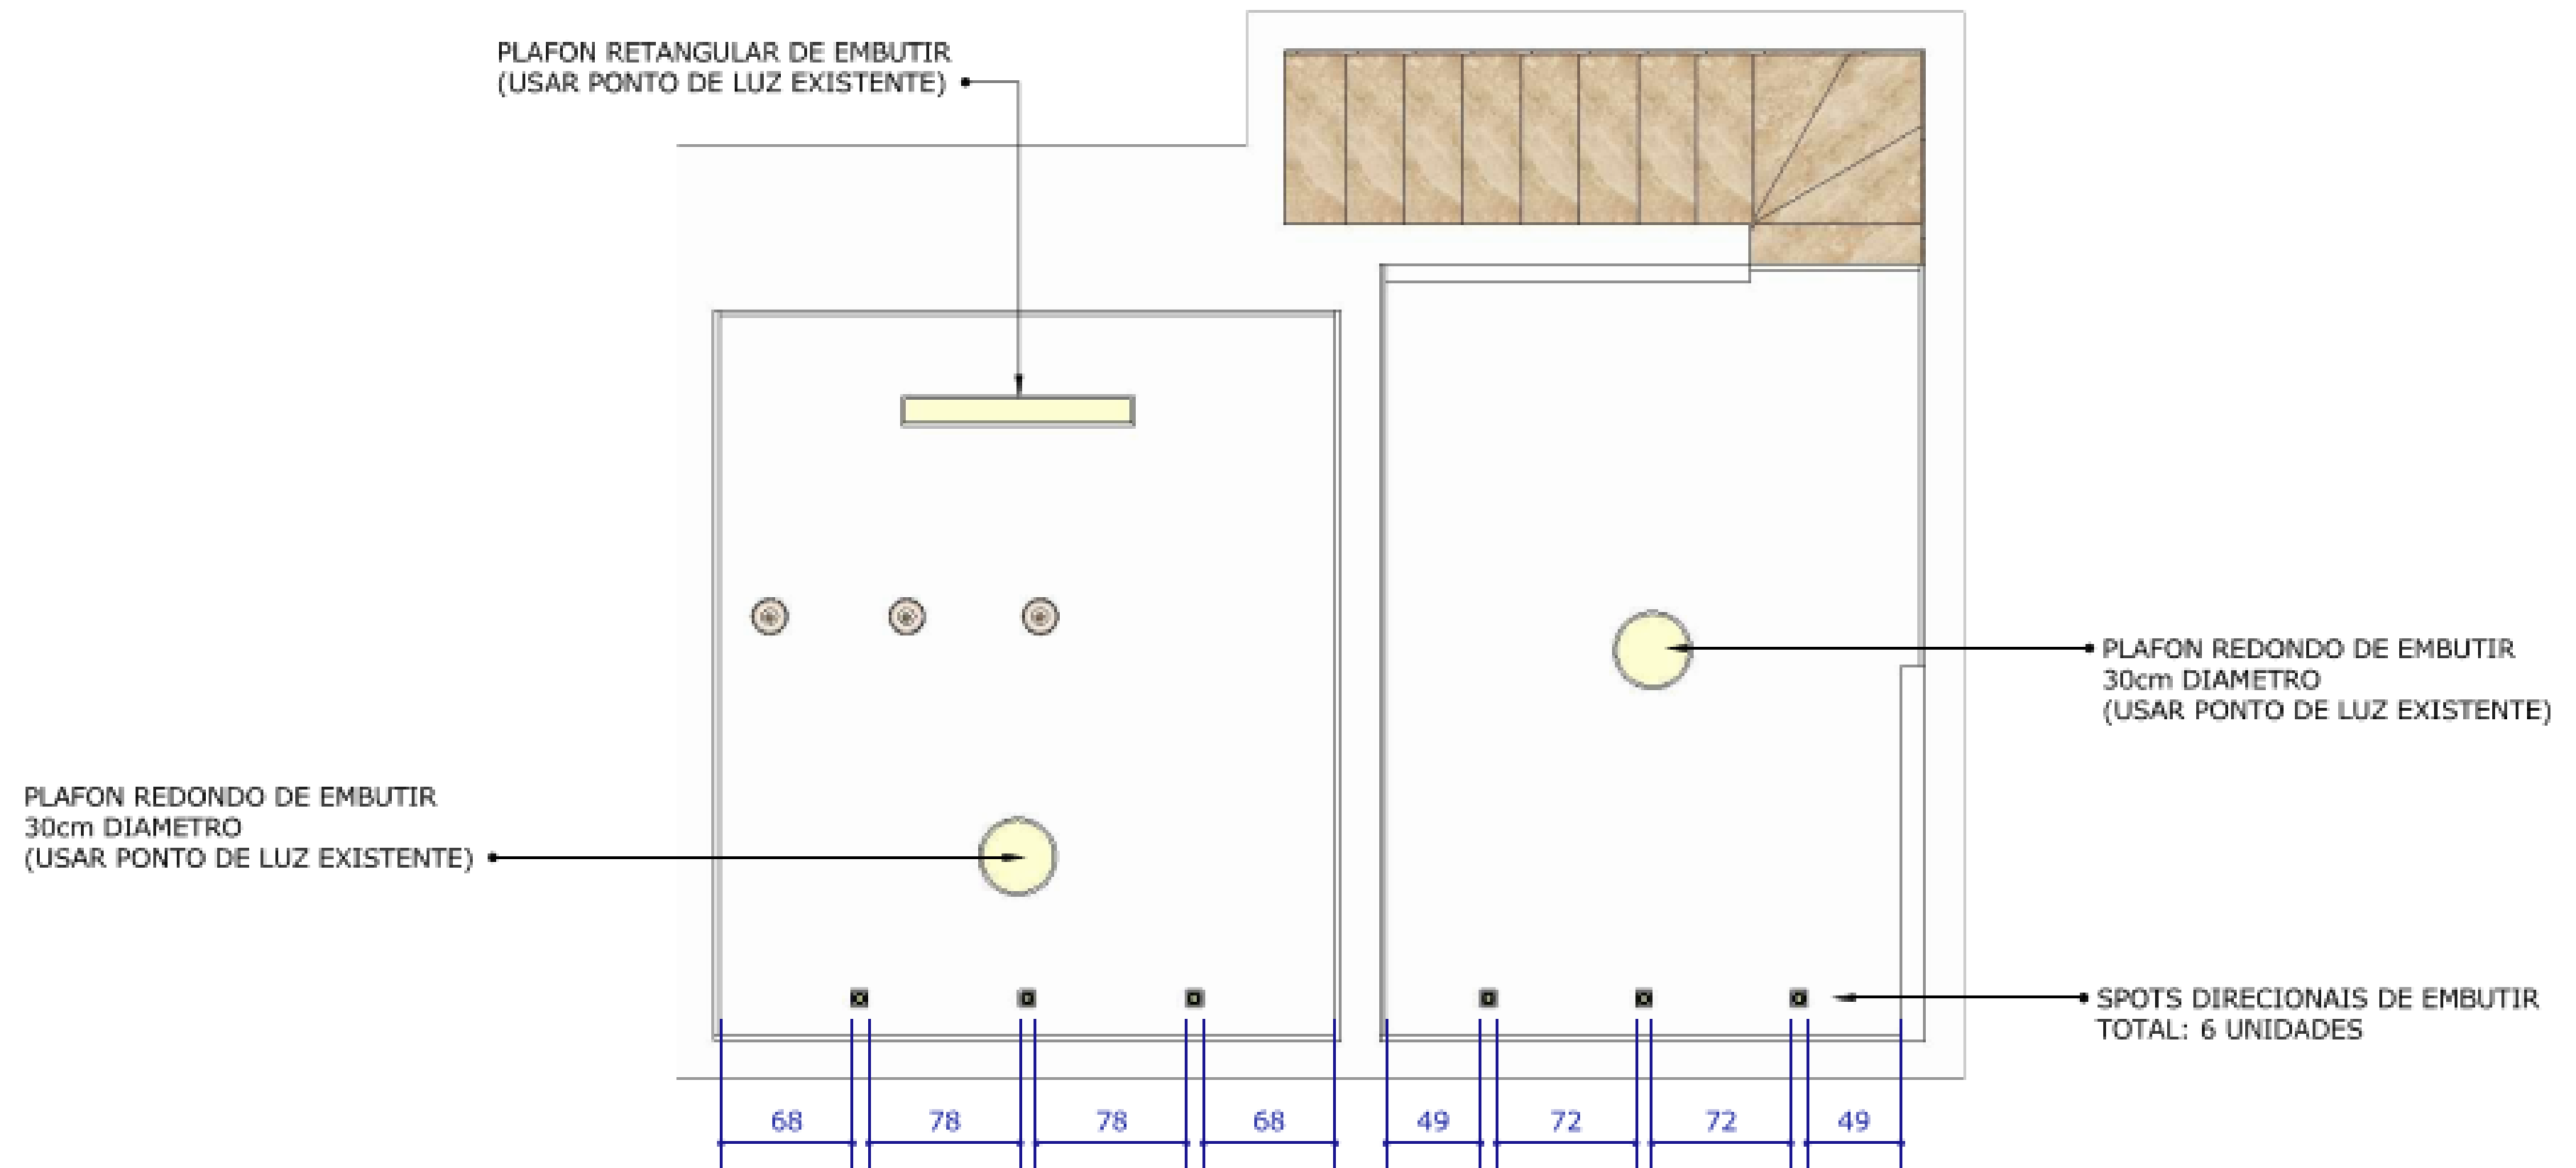 PLAFON RETANGULAR DE EMBUTIR
(USAR PONTO DE LUZ EXISTENTE)
PLAFON REDONDO DE EMBUTIR
30cm DIAMETRO
(USAR PONTO DE LUZ EXISTENTE)
PLAFON REDONDO DE EMBUTIR
30cm DIAMETRO
(USAR PONTO DE LUZ EXISTENTE)
SPOTS DIRECIONAIS DE EMBUTIR
TOTAL: 6 UNIDADES
68 78 78 68 49 72 72 49